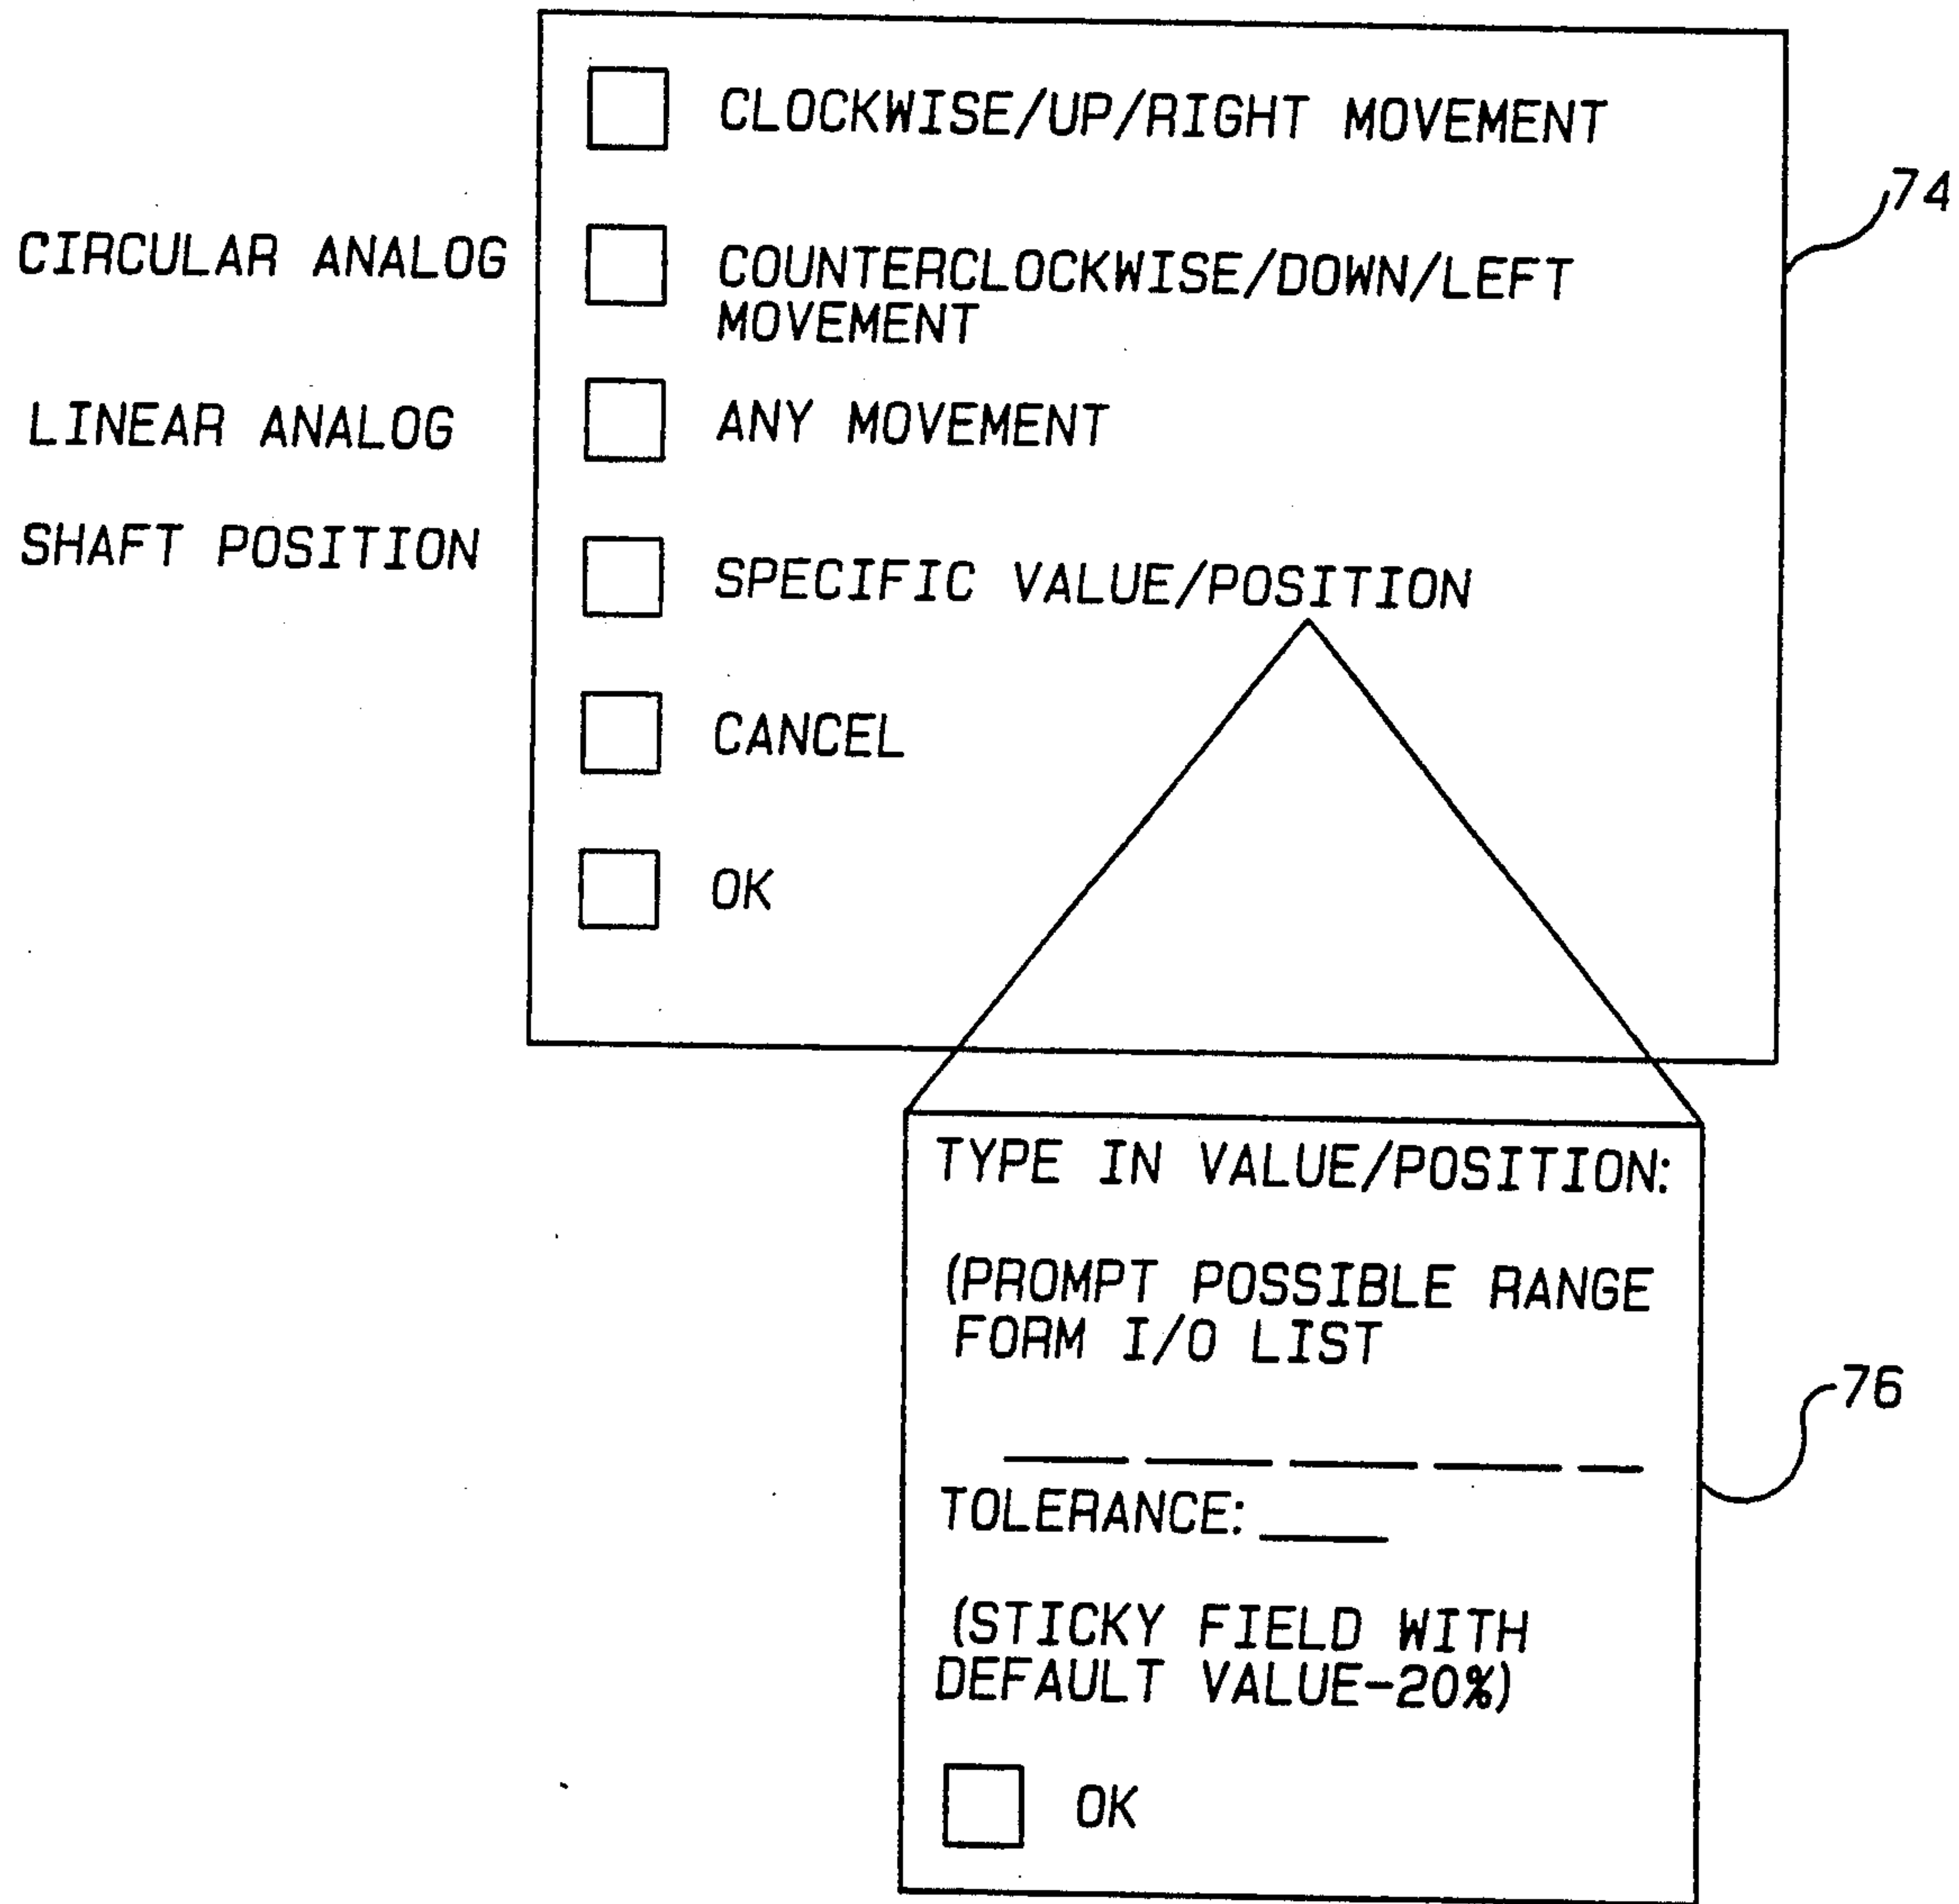 CLOCKWISE/UP/RIGHT MOVEMENT
74
CIRCULAR ANALOG
COUNTERCLOCKWISE/DOWN/LEFT
MOVEMENT
LINEAR ANALOG
ANY MOVEMENT
SHAFT POSITION
SPECIFIC VALUE/POSITION
CANCEL
OK
TYPE IN VALUE/POSITION:
(PROMPT POSSIBLE RANGE
FORM I/O LIST
76
TOLERANCE:
(STICKY FIELD WITH
DEFAULT VALUE-20%)
OK